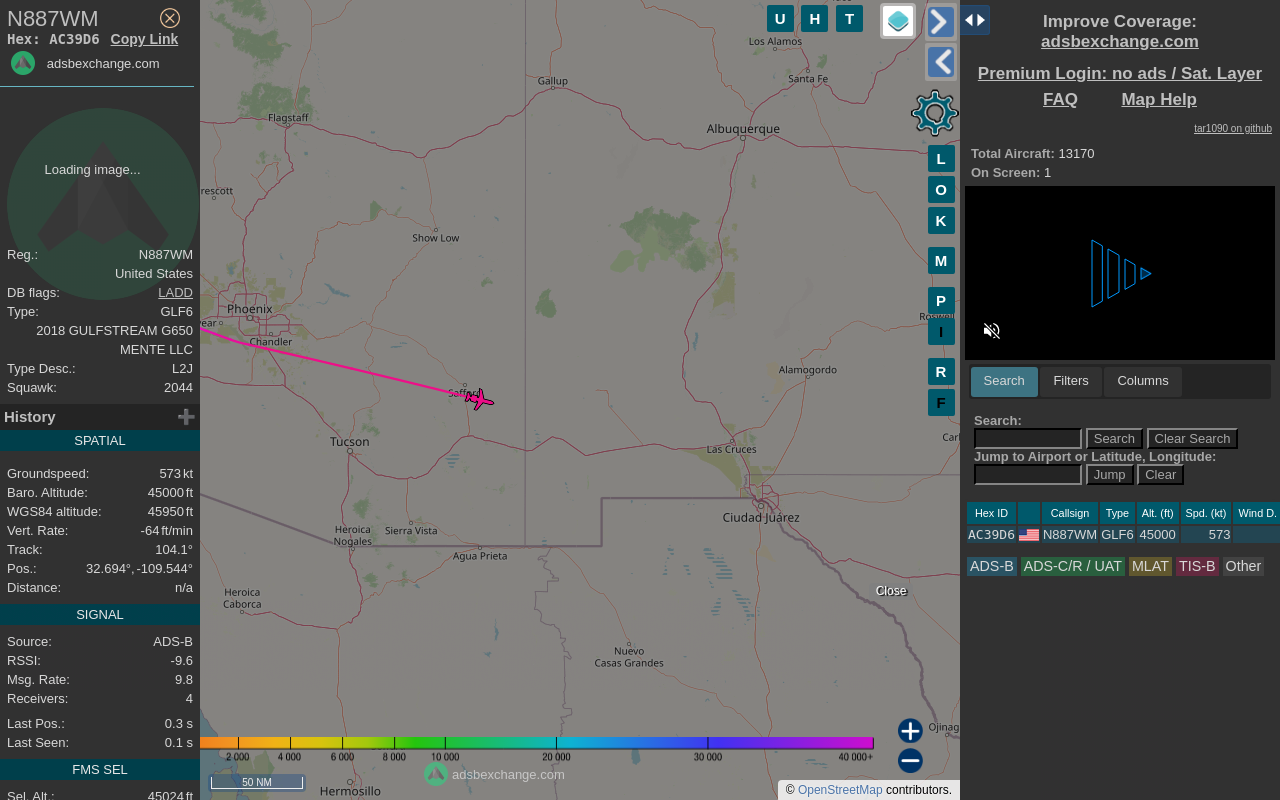 N887WM
Hex: AC39D6 Copy Link
adsbexchange.com
Loading image...
Reg.: N887WM
United States
DB flags: LADD
Type: GLF6
2018 GULFSTREAM G650
MENTE LLC
Type Desc.: L2J
Squawk: 2044
History
SPATIAL
Groundspeed: 573 kt
Baro. Altitude: 45000 ft
WGS84 altitude: 45950 ft
Vert. Rate: -64 ft/min
Track: 104.1°
Pos.: 32.694°, -109.544°
Distance: n/a
SIGNAL
Source: ADS-B
RSSI: -9.6
Msg. Rate: 9.8
Receivers: 4
Last Pos.: 0.3 s
Last Seen: 0.1 s
FMS SEL
Sel. Alt.: 45024 ft
U H T
Los Alamos
Santa Fe
Gallup
Flagstaff
Albuquerque
rescott
Show Low
Phoenix
year
Chandler
Roswell
Alamogordo
Safford
Tucson
Las Cruces
Carl
Ciudad Juárez
Heroica
Nogales
Sierra Vista
Agua Prieta
Heroica
Caborca
Close
Nuevo
Casas Grandes
Ojinag
Hermosillo
L
O
K
M
P
I
R
F
2 000 4 000 6 000 8 000 10 000 20 000 30 000 40 000+
adsbexchange.com
50 NM
© OpenStreetMap contributors.
Improve Coverage:
adsbexchange.com
Premium Login: no ads / Sat. Layer
FAQ Map Help
tar1090 on github
Total Aircraft: 13170
On Screen: 1
Search Filters Columns
Search:
Search Clear Search
Jump to Airport or Latitude, Longitude:
Jump Clear
Hex ID Callsign Type Alt. (ft) Spd. (kt) Wind D.
AC39D6 N887WM GLF6 45000 573
ADS-B ADS-C/R / UAT MLAT TIS-B Other